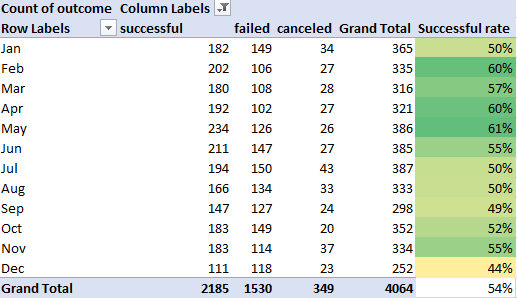 Count of outcome Column Labels
Row Labels successful failed canceled Grand Total Successful rate
Jan 182 149 34 365 50%
Feb 202 106 27 335 60%
Mar 180 108 28 316 57%
Apr 192 102 27 321 60%
May 234 126 26 386 61%
Jun 211 147 27 385 55%
Jul 194 150 43 387 50%
Aug 166 134 33 333 50%
Sep 147 127 24 298 49%
Oct 183 149 20 352 52%
Nov 183 114 37 334 55%
Dec 111 118 23 252 44%
Grand Total 2185 1530 349 4064 54%